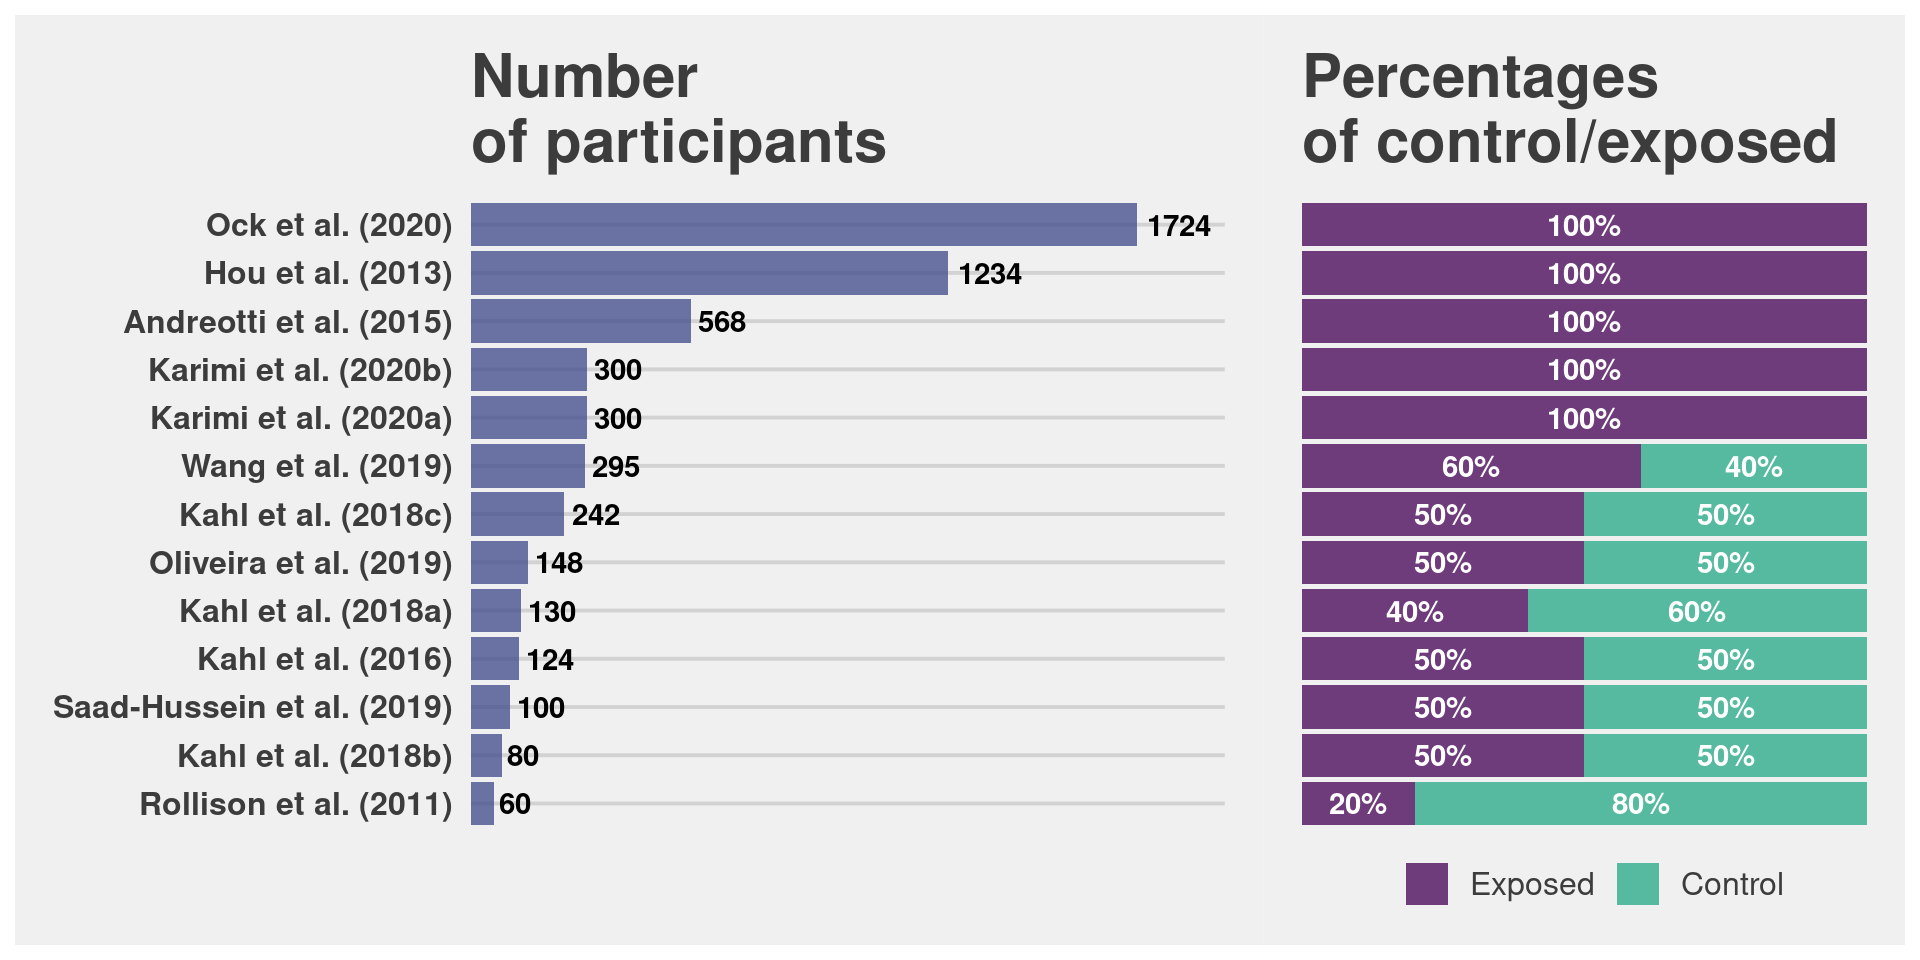 Number
of participants
Percentages
of control/exposed
Ock et al. (2020) 1724 100%
Hou et al. (2013) 1234 100%
Andreotti et al. (2015) 568 100%
Karimi et al. (2020b) 300 100%
Karimi et al. (2020a) 300 100%
Wang et al. (2019) 295 60% 40%
Kahl et al. (2018c) 242 50% 50%
Oliveira et al. (2019) 148 50% 50%
Kahl et al. (2018a) 130 40% 60%
Kahl et al. (2016) 124 50% 50%
Saad-Hussein et al. (2019) 100 50% 50%
Kahl et al. (2018b) 80 50% 50%
Rollison et al. (2011) 60 20% 80%
Exposed Control